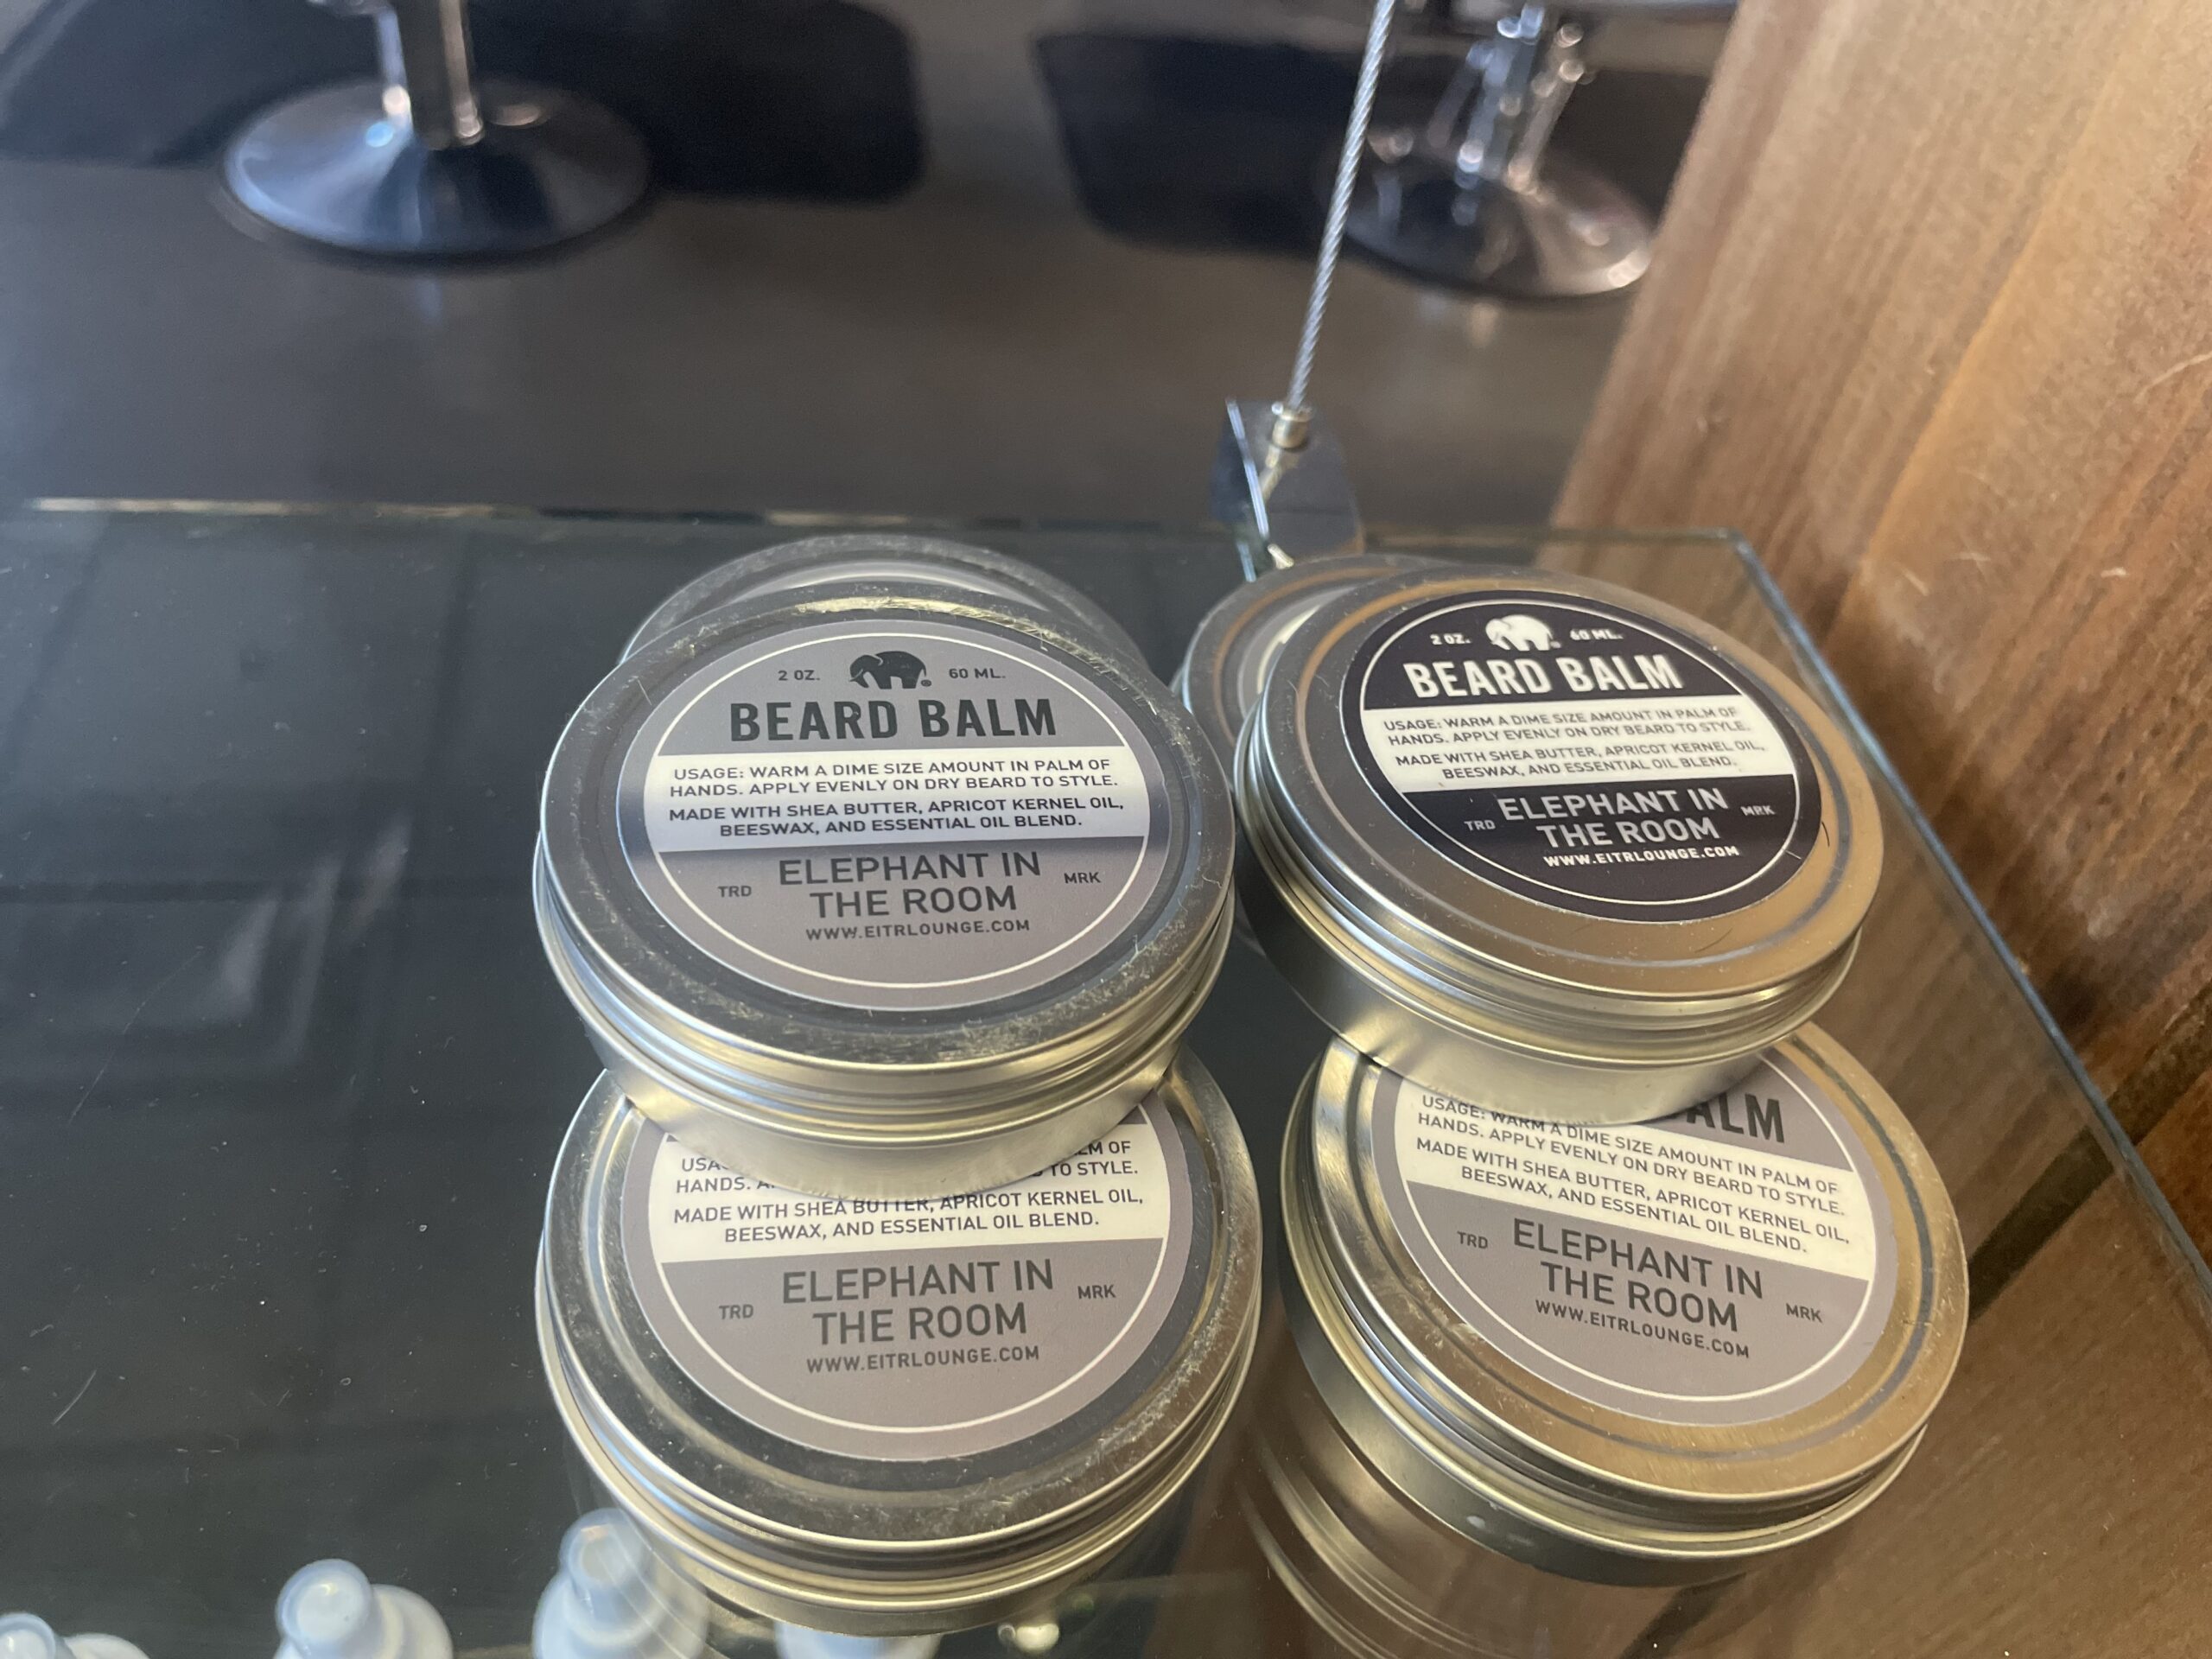 2 OZ. 60 ML.
BEARD BALM
USAGE: WARM A DIME SIZE AMOUNT IN PALM OF
HANDS. APPLY EVENLY ON DRY BEARD TO STYLE.
MADE WITH SHEA BUTTER, APRICOT KERNEL OIL,
BEESWAX, AND ESSENTIAL OIL BLEND.
TRD ELEPHANT IN MRK
THE ROOM
WWW.EITRLOUNGE.COM
2 OZ. 60 ML.
BEARD BALM
USAGE: WARM A DIME SIZE AMOUNT IN PALM OF
HANDS. APPLY EVENLY ON DRY BEARD TO STYLE.
MADE WITH SHEA BUTTER, APRICOT KERNEL OIL,
BEESWAX, AND ESSENTIAL OIL BLEND.
TRD ELEPHANT IN MRK
THE ROOM
WWW.EITRLOUNGE.COM
USA LM OF
HANDS. A TO STYLE.
MADE WITH SHEA BUTTER, APRICOT KERNEL OIL,
BEESWAX, AND ESSENTIAL OIL BLEND.
TRD ELEPHANT IN MRK
THE ROOM
WWW.EITRLOUNGE.COM
ALM
USAGE: WARM A DIME SIZE AMOUNT IN PALM OF
HANDS. APPLY EVENLY ON DRY BEARD TO STYLE.
MADE WITH SHEA BUTTER, APRICOT KERNEL OIL,
BEESWAX, AND ESSENTIAL OIL BLEND.
TRD ELEPHANT IN MRK
THE ROOM
WWW.EITRLOUNGE.COM